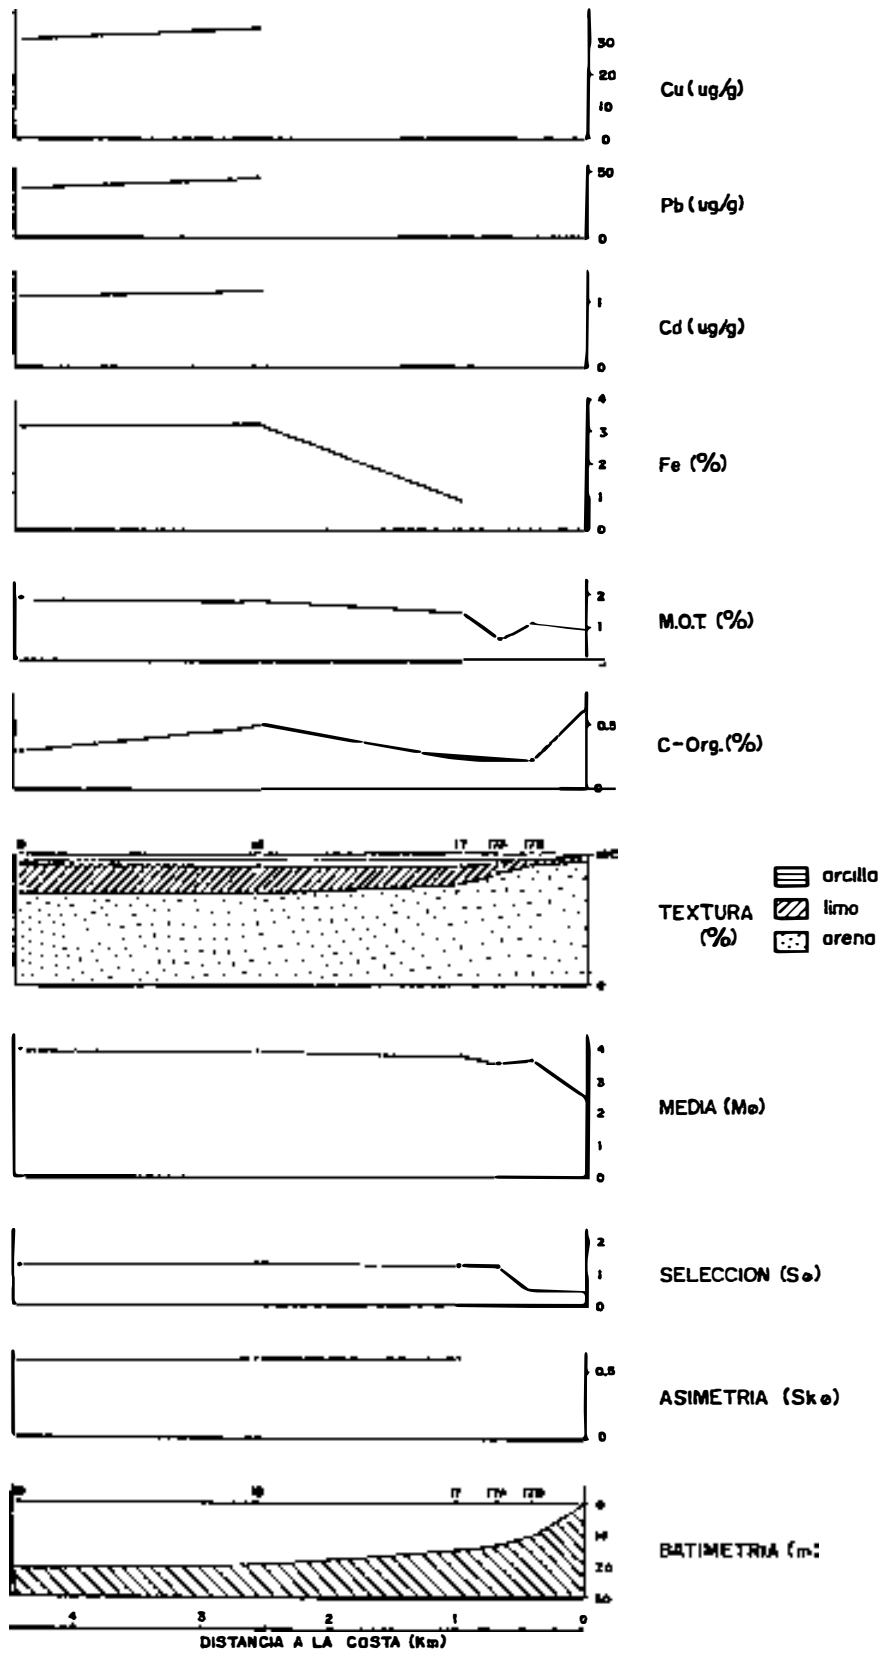 30
20
10
0
Cu (ug/g)
50
0
Pb (ug/g)
1
0
Cd (ug/g)
4
3
2
1
0
Fe (%)
2
1
M.O.T. (%)
0.5
0
C-Org. (%)
17
TEXTURA
(%)
arcilla
limo
arena
4
3
2
1
0
MEDIA (Mø)
2
1
0
SELECCION (Sø)
0.5
0
ASIMETRIA (Skø)
17
0
BATIMETRIA (m)
4 3 2 1 0
DISTANCIA A LA COSTA (Km)